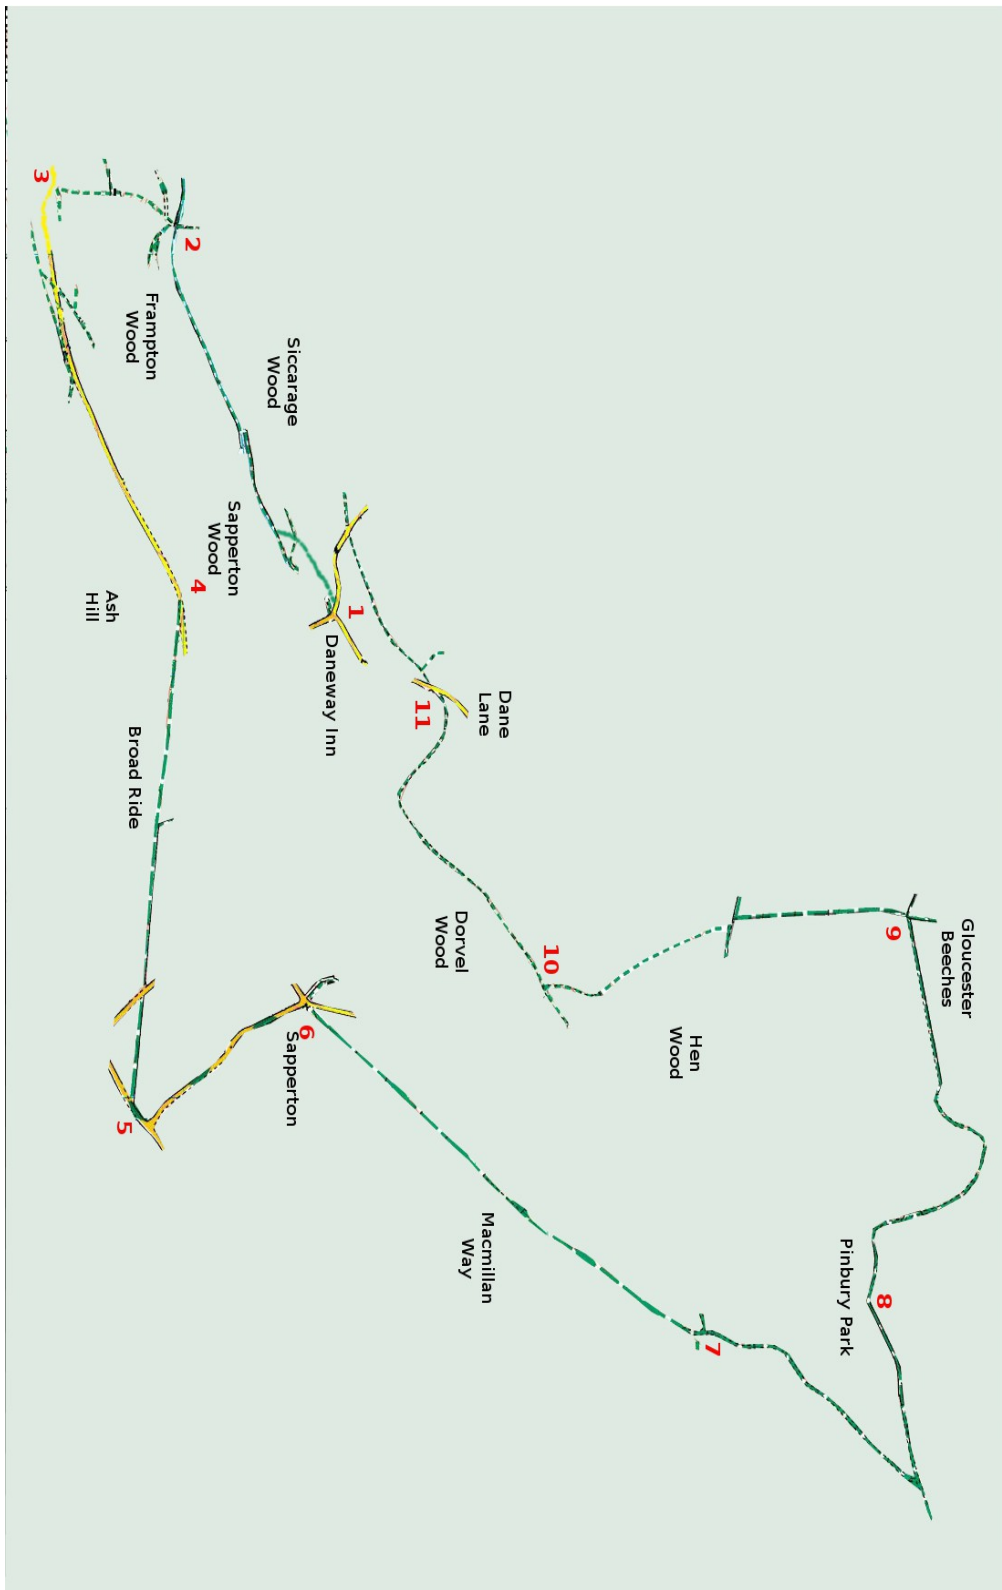 Gloucester
Beeches
9
8
Pinbury Park
7
Hen
Wood
10
Dane
Lane
Macmillan
Way
Dorvel
Wood
11
1
Daneway Inn
6
Siccarage
Wood
Sapperton
Sapperton
Wood
4
2
Frampton
Wood
Broad Ride
5
Ash
Hill
3